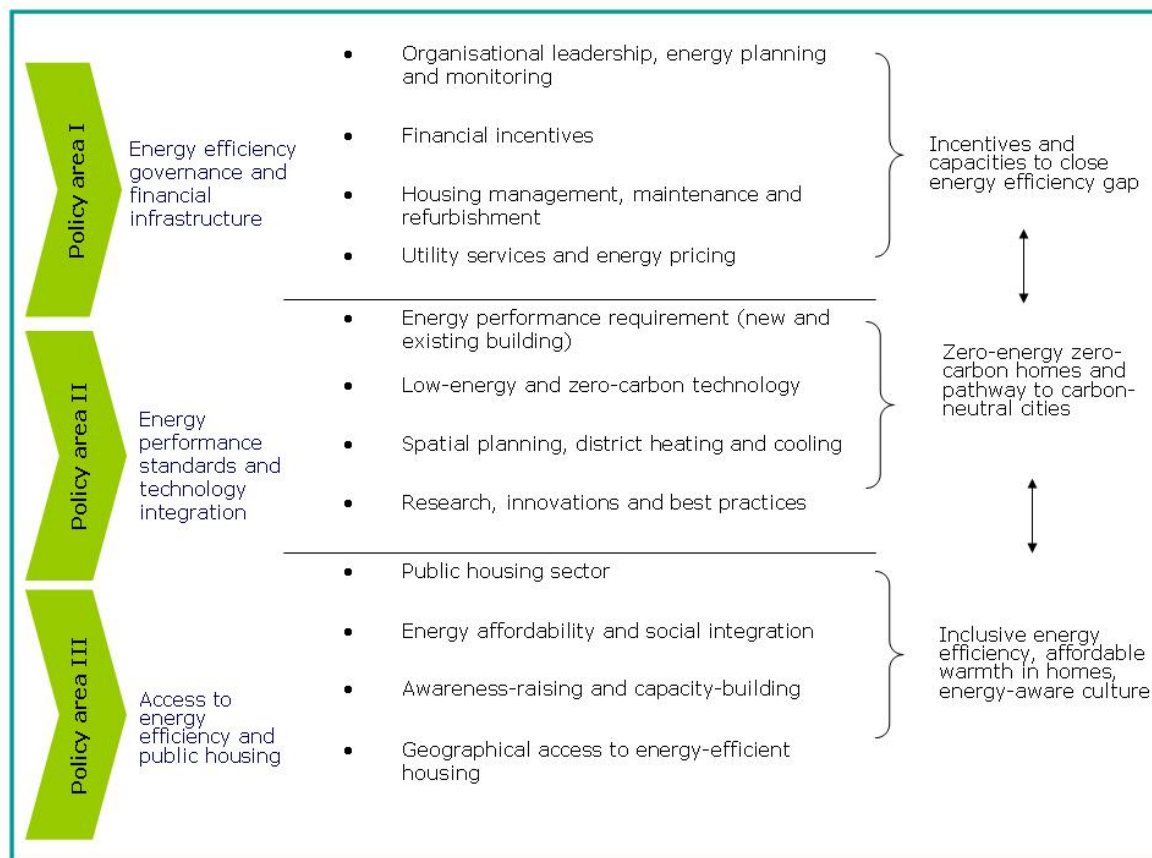 Policy area I
Energy efficiency
governance and
financial
infrastructure
• Organisational leadership, energy planning
and monitoring
• Financial incentives
• Housing management, maintenance and
refurbishment
• Utility services and energy pricing
Incentives and
capacities to close
energy efficiency gap
Policy area II
Energy
performance
standards and
technology
integration
• Energy performance requirement (new and
existing building)
• Low-energy and zero-carbon technology
• Spatial planning, district heating and cooling
• Research, innovations and best practices
Zero-energy zero-
carbon homes and
pathway to carbon-
neutral cities
Policy area III
Access to
energy
efficiency and
public housing
• Public housing sector
• Energy affordability and social integration
• Awareness-raising and capacity-building
• Geographical access to energy-efficient
housing
Inclusive energy
efficiency, affordable
warmth in homes,
energy-aware culture